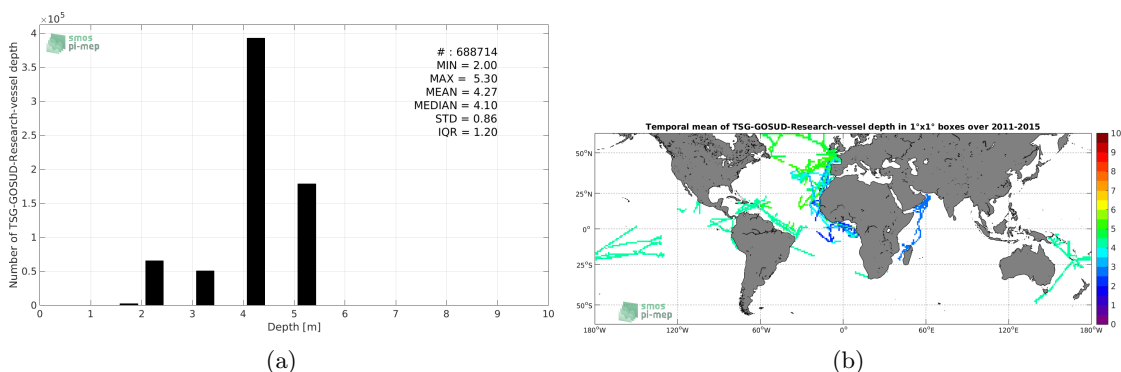 ×10⁵
smos
pi-mep
Number of TSG-GOSUD-Research-vessel depth
4
3.5
3
2.5
2
1.5
1
0.5
0
# : 688714
MIN = 2.00
MAX = 5.30
MEAN = 4.27
MEDIAN = 4.10
STD = 0.86
IQR = 1.20
0 1 2 3 4 5 6 7 8 9 10
Depth [m]
(a)
Temporal mean of TSG-GOSUD-Research-vessel depth in 1°x1° boxes over 2011-2015
50°N
25°N
0°
25°S
50°S
smos
pi-mep
180°W 120°W 60°W 0° 60°E 120°E 180°E
10
9
8
7
6
5
4
3
2
1
0
(b)